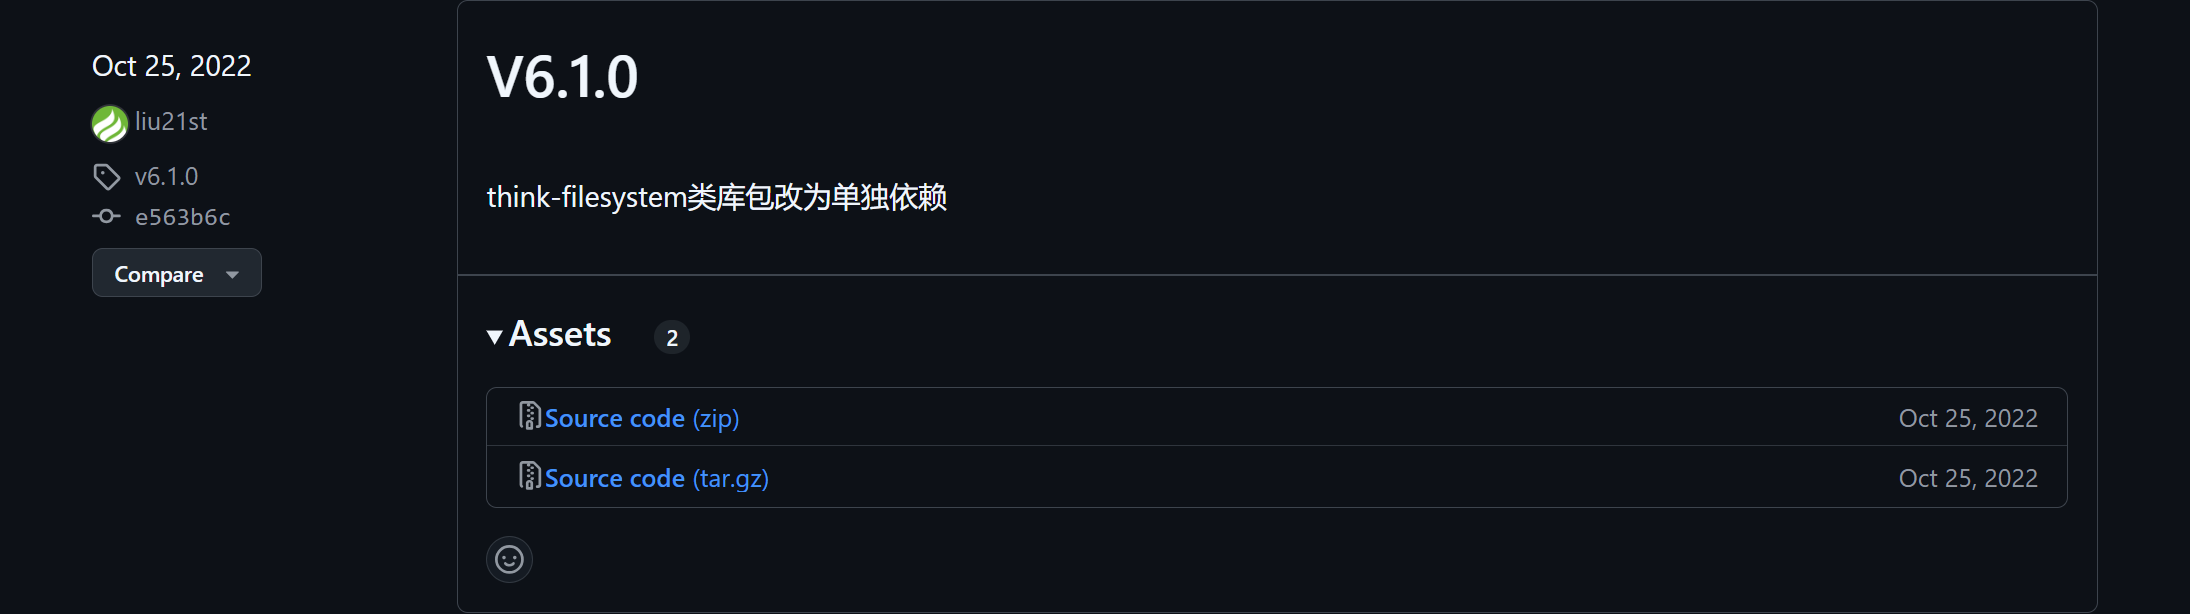 Oct 25, 2022
liu21st
v6.1.0
e563b6c
Compare
V6.1.0
think-filesystem类库包改为单独依赖
Assets 2
Source code (zip) Oct 25, 2022
Source code (tar.gz) Oct 25, 2022